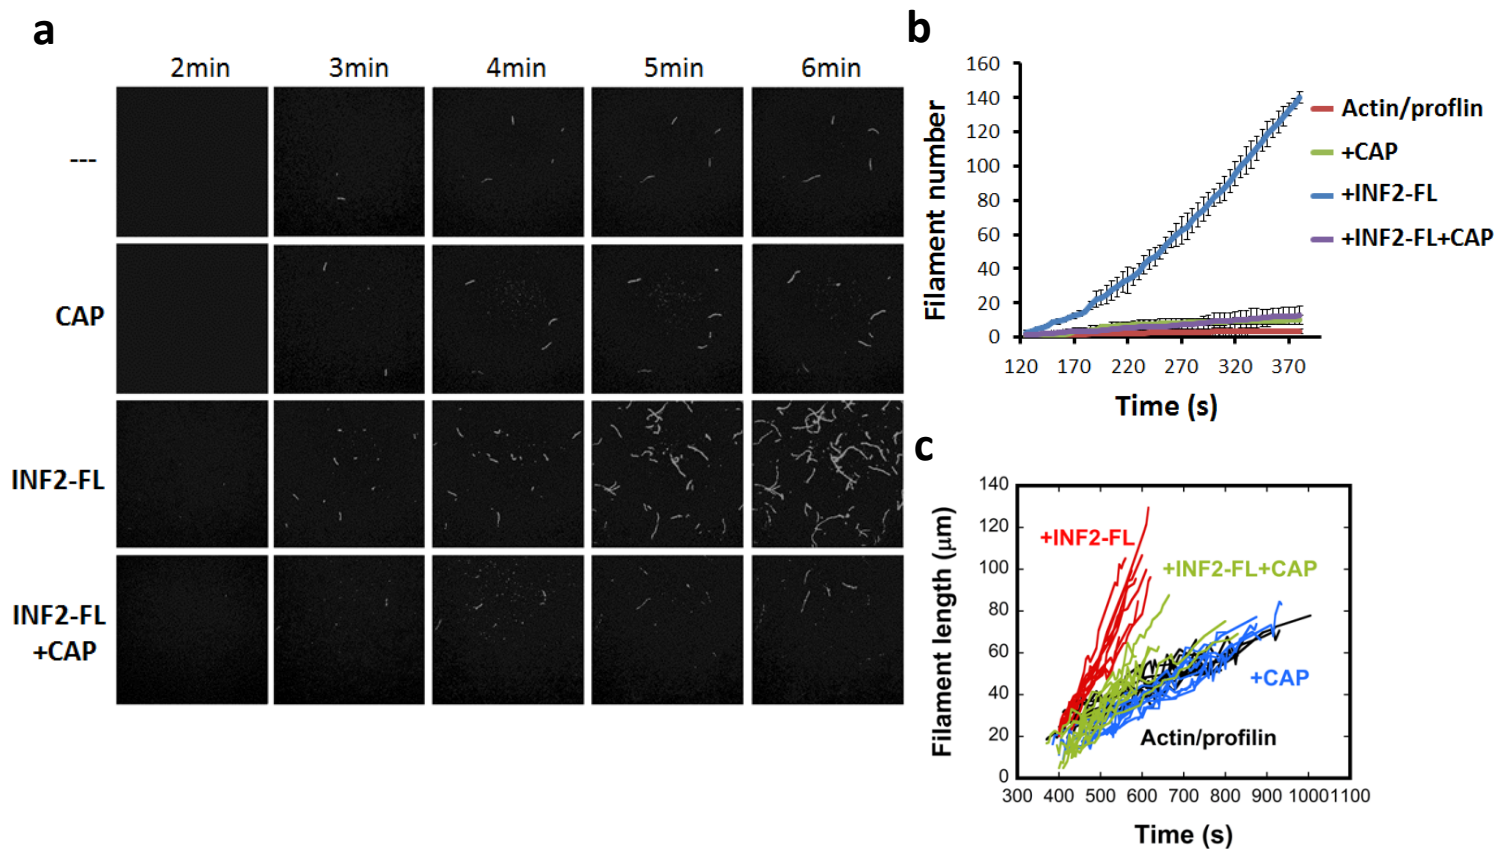 a
2min 3min 4min 5min 6min
---
CAP
INF2-FL
INF2-FL
+CAP
b
160
140
120
100
80
60
40
20
0
120 170 220 270 320 370
Filament number
Time (s)
Actin/proflin
+CAP
+INF2-FL
+INF2-FL+CAP
c
140
120
100
80
60
40
20
0
300 400 500 600 700 800 900 1000 1100
Filament length (μm)
Time (s)
+INF2-FL
+INF2-FL+CAP
+CAP
Actin/profilin